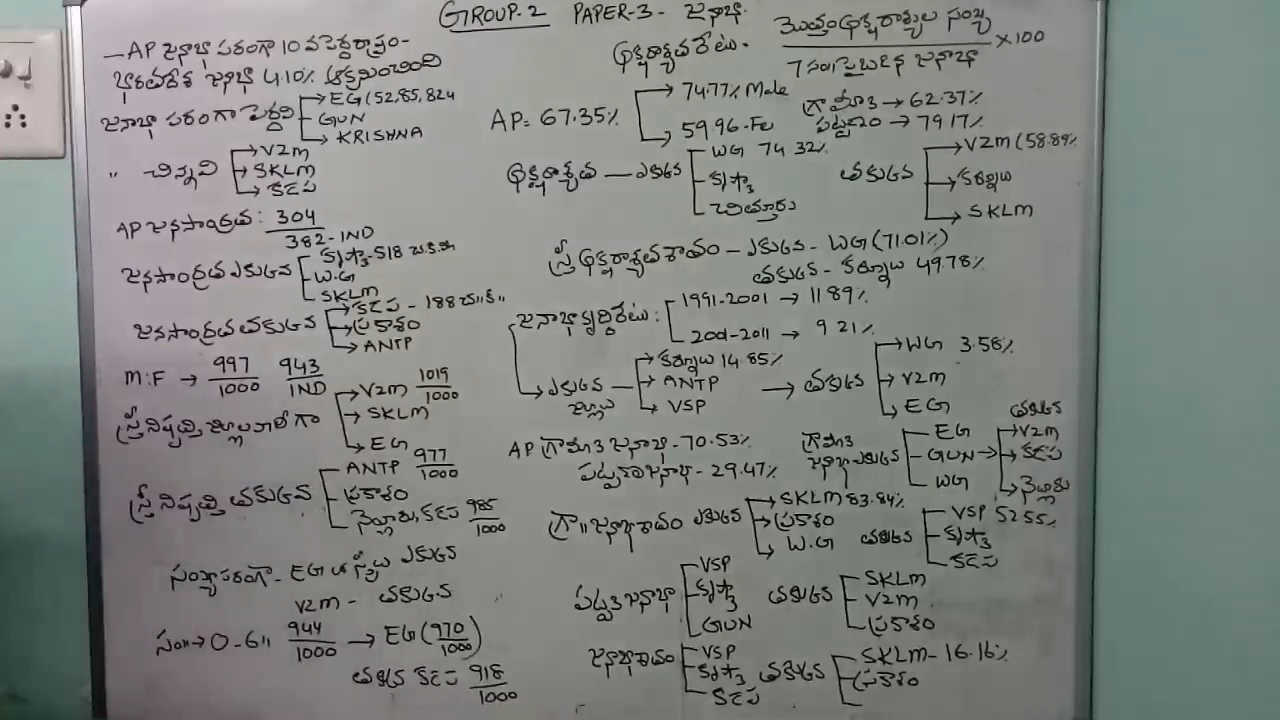 GROUP-2 PAPER-3 - జనాభా
- AP జనాభా పరంగా 10 వ పెద్దరాష్ట్రం-
భారతదేశ జనాభా 4.10% ఆక్రమించింది
జనాభా పరంగా పెద్దవి → EG (52,85,824
GUN
→ KRISHNA
" చిన్నవి → VZM
→ SKLM
→ కడప
AP జనసాంద్రత : 304
382 - IND
జనసాంద్రత ఎకువ కృష్ణా - 518 చ.కి.మీ
W.G
SKLM
జనసాంద్రత తకువ → కడప - 188 చ॥కి॥
→ ప్రకాశం
→ ANTP
M:F → 997/1000 943/IND
స్త్రీ నిష్పత్తి జిల్లాల వారీగా → VZM 1019/1000
→ SKLM
→ EG
స్త్రీ నిష్పత్తి తకువ ANTP 977/1000
ప్రకాశం
నెల్లూరు, కడప 985/1000
సంఖ్యాపరంగా - EG లో స్త్రీలు ఎకువ
VZM - తకువ
సం॥ → 0-6॥ 944/1000 → EG (970/1000)
తకువ కడప 918/1000
అక్షరాశ్యత రేటు - మొత్తం అక్షరాశ్యుల సంఖ్య
7 సం॥ పైబడిన జనాభా ×100
AP = 67.35% → 74.77% Male
→ 59.96 - Fe
గ్రామీణ → 62.37%
పట్టణం → 79.17%
అక్షరాశ్యత - ఎకువ WG 74.32%
కృష్ణా
చిత్తూరు
తకువ → VZM (58.89%
→ కర్నూలు
→ SKLM
స్త్రీ అక్షరాశ్యత శాతం - ఎకువ - WG (71.01%)
తకువ - కర్నూలు 49.78%
జనాభా వృద్ధిరేటు : 1991-2001 → 11.89%
2001-2011 → 9.21%
→ ఎకువ జిల్లాలు → కర్నూలు 14.85%
→ ANTP
→ VSP
→ తకువ → WG 3.58%
→ VZM
→ EG
AP గ్రామీణ జనాభా - 70.53%
పట్టణ జనాభా - 29.47%
గ్రామీణ జనాభా ఎకువ EG
GUN →
WG
తకువ
→ VZM
→ కడప
→ నెల్లూరు
గ్రా॥ జనాభా శాతం ఎకువ → SKLM 83.84%
→ ప్రకాశం
→ W.G
తకువ VSP 52.55%
కృష్ణా
కడప
పట్టణ జనాభా VSP
కృష్ణా
GUN
తకువ SKLM
VZM
ప్రకాశం
జనాభా శాతం VSP
కృష్ణా
కడప
తకువ SKLM - 16.16%
ప్రకాశం